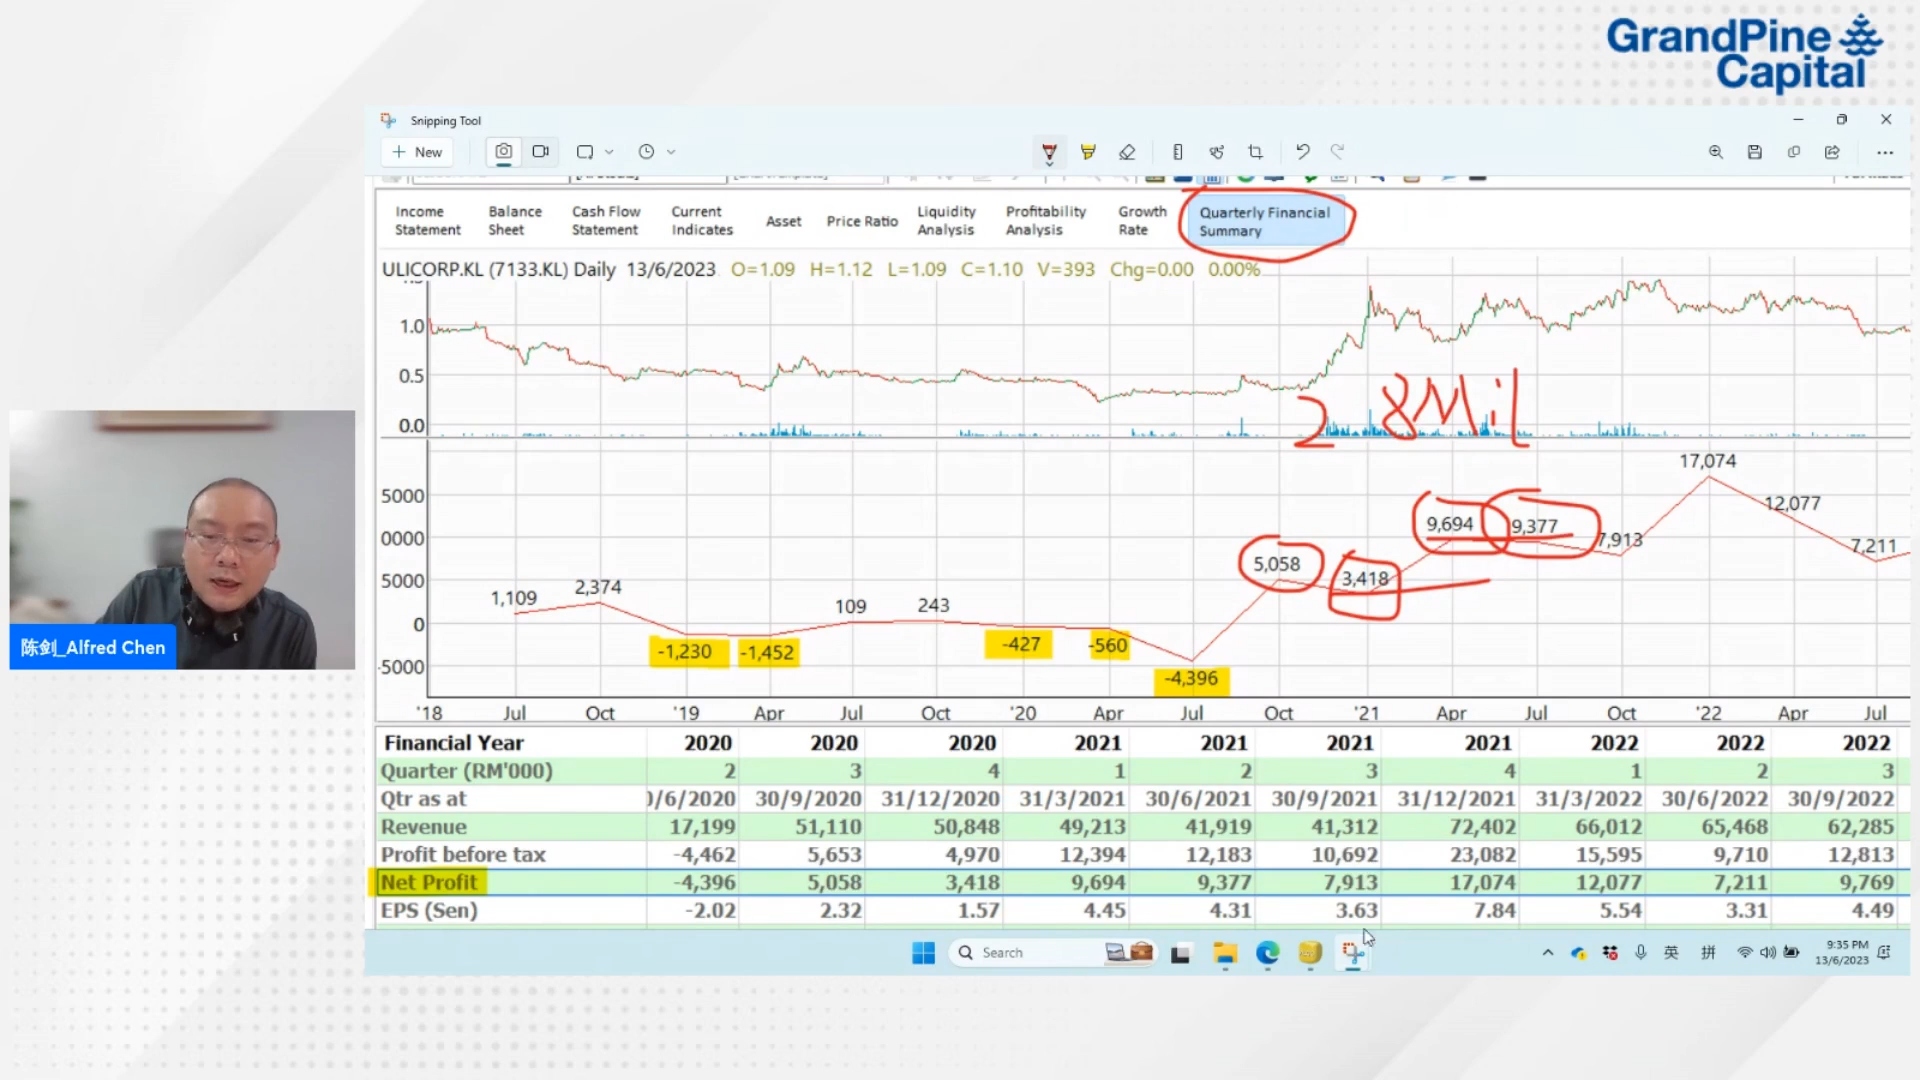 GrandPine
Capital
Snipping Tool
New
Income Statement
Balance Sheet
Cash Flow Statement
Current Indicates
Asset
Price Ratio
Liquidity Analysis
Profitability Analysis
Growth Rate
Quarterly Financial Summary
ULICORP.KL (7133.KL) Daily 13/6/2023 O=1.09 H=1.12 L=1.09 C=1.10 V=393 Chg=0.00 0.00%
1.0
0.5
0.0
2 8Mil
5000
0000
5000
0
-5000
1,109
2,374
-1,230
-1,452
109
243
-427
-560
-4,396
5,058
3,418
9,694
9,377
7,913
17,074
12,077
7,211
'18 Jul Oct '19 Apr Jul Oct '20 Apr Jul Oct '21 Apr Jul Oct '22 Apr Jul
陈剑_Alfred Chen
Financial Year 2020 2020 2020 2021 2021 2021 2021 2022 2022 2022
Quarter (RM'000) 2 3 4 1 2 3 4 1 2 3
Qtr as at 0/6/2020 30/9/2020 31/12/2020 31/3/2021 30/6/2021 30/9/2021 31/12/2021 31/3/2022 30/6/2022 30/9/2022
Revenue 17,199 51,110 50,848 49,213 41,919 41,312 72,402 66,012 65,468 62,285
Profit before tax -4,462 5,653 4,970 12,394 12,183 10,692 23,082 15,595 9,710 12,813
Net Profit -4,396 5,058 3,418 9,694 9,377 7,913 17,074 12,077 7,211 9,769
EPS (Sen) -2.02 2.32 1.57 4.45 4.31 3.63 7.84 5.54 3.31 4.49
Search
英
拼
9:35 PM
13/6/2023